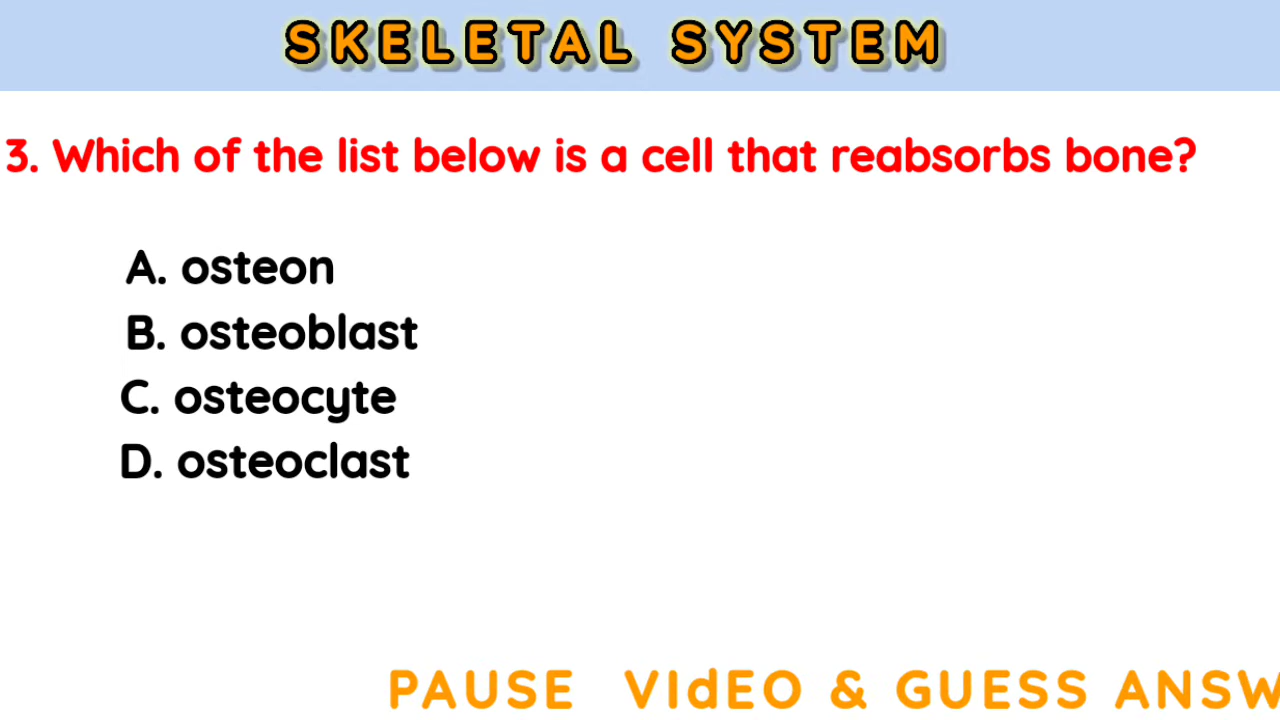 SKELETAL SYSTEM
3. Which of the list below is a cell that reabsorbs bone?
A. osteon
B. osteoblast
C. osteocyte
D. osteoclast
PAUSE VIdEO & GUESS ANSW